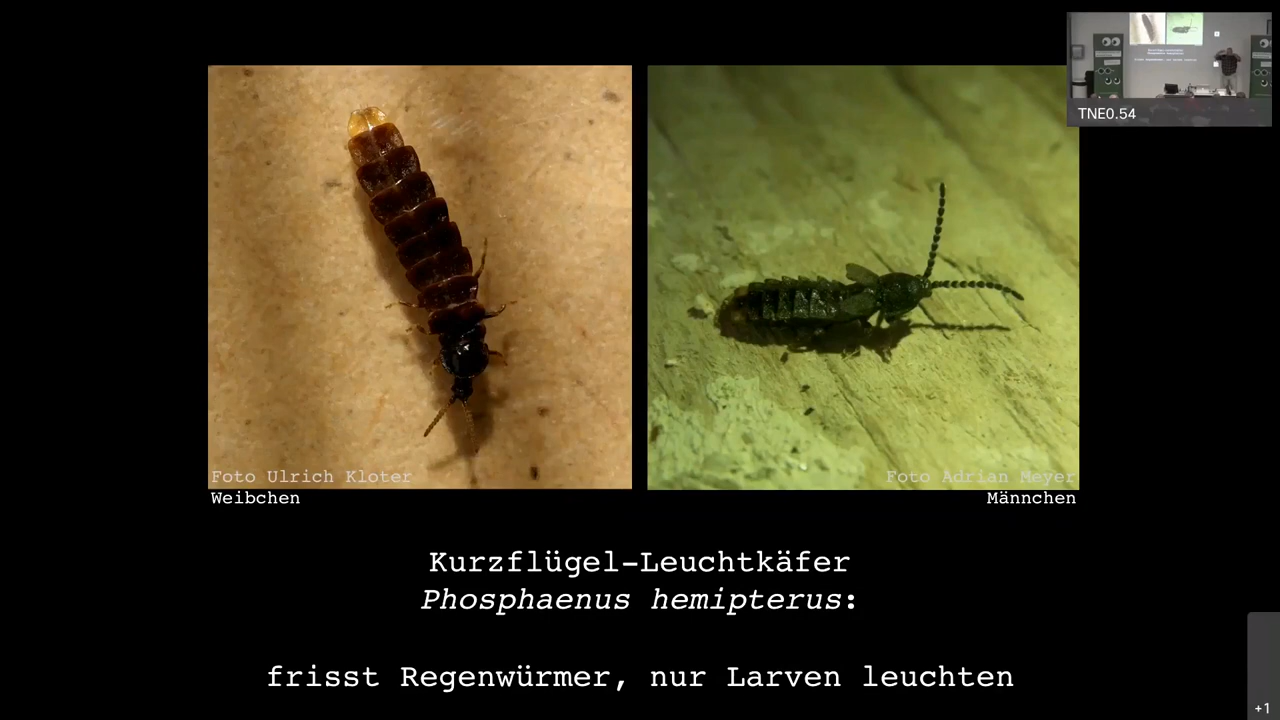 TNE0.54
Foto Ulrich Kloter
Foto Adrian Meyer
Weibchen
Männchen
Kurzflügel-Leuchtkäfer
Phosphaenus hemipterus:
frisst Regenwürmer, nur Larven leuchten
+1